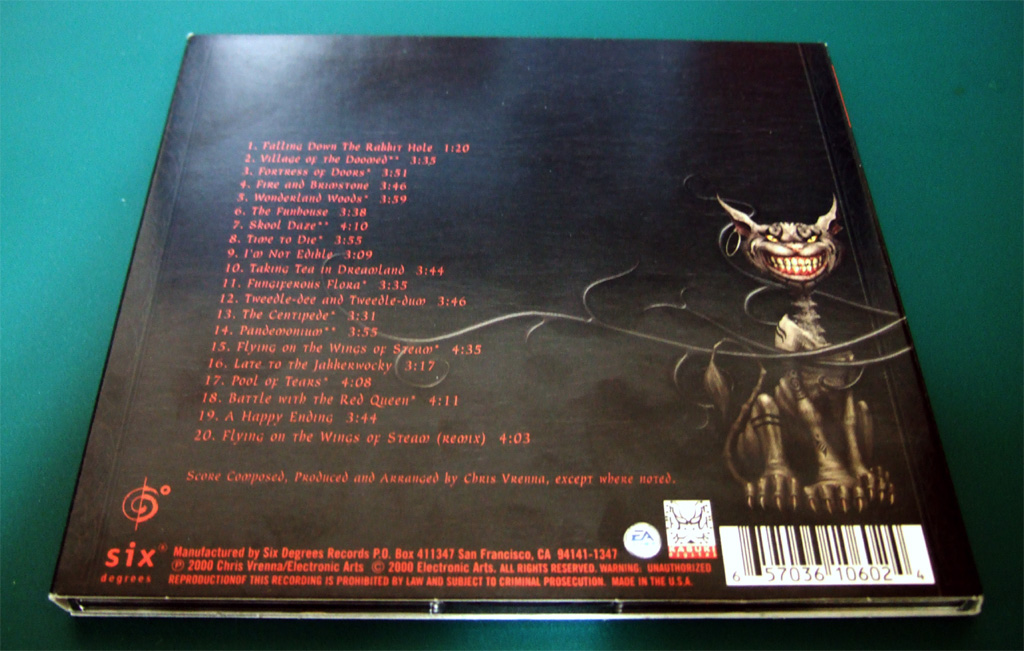 1. Falling Down The Rabbit Hole 1:20
2. Village of the Doomed** 3:35
3. Fortress of Doors* 3:51
4. Fire and Brimstone 3:46
5. Wonderland Woods* 3:59
6. The Funhouse 3:38
7. Skool Daze** 4:10
8. Time to Die* 3:55
9. I'm Not Edible 3:09
10. Taking Tea in Dreamland 3:44
11. Fungiferous Flora* 3:35
12. Tweedle-dee and Tweedle-dum 3:46
13. The Centipede* 3:31
14. Pandemonium** 3:55
15. Flying on the Wings of Steam* 4:35
16. Late to the Jabberwocky 3:17
17. Pool of Tears* 4:08
18. Battle with the Red Queen* 4:11
19. A Happy Ending 3:44
20. Flying on the Wings of Steam (remix) 4:03
Score Composed, Produced and Arranged by Chris Vrenna, except where noted.
six®
degrees
Manufactured by Six Degrees Records P.O. Box 411347 San Francisco, CA 94141-1347
℗ 2000 Chris Vrenna/Electronic Arts © 2000 Electronic Arts. ALL RIGHTS RESERVED. WARNING: UNAUTHORIZED
REPRODUCTIONOF THIS RECORDING IS PROHIBITED BY LAW AND SUBJECT TO CRIMINAL PROSECUTION. MADE IN THE U.S.A.
EA
6 57036 10602 4